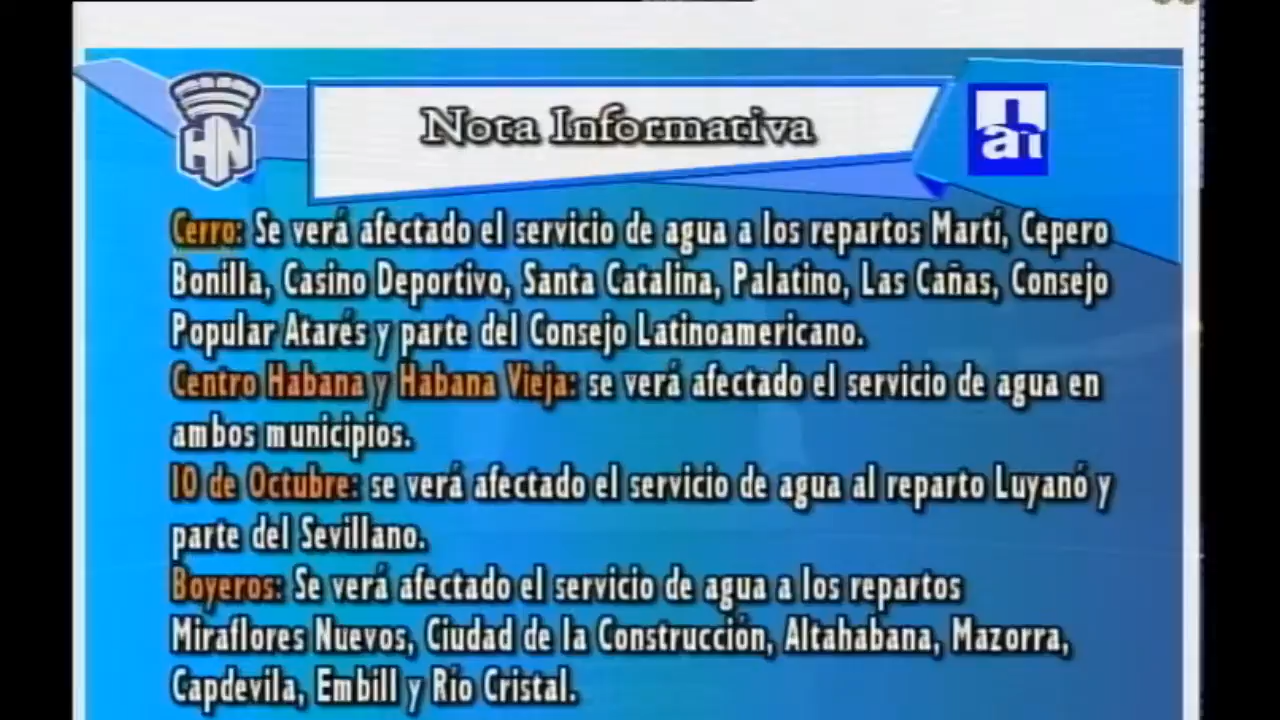 HN
Nota Informativa
ah
Cerro: Se verá afectado el servicio de agua a los repartos Martí, Cepero
Bonilla, Casino Deportivo, Santa Catalina, Palatino, Las Cañas, Consejo
Popular Atarés y parte del Consejo Latinoamericano.
Centro Habana y Habana Vieja: se verá afectado el servicio de agua en
ambos municipios.
10 de Octubre: se verá afectado el servicio de agua al reparto Luyanó y
parte del Sevillano.
Boyeros: Se verá afectado el servicio de agua a los repartos
Miraflores Nuevos, Ciudad de la Construcción, Altahabana, Mazorra,
Capdevila, Embill y Río Cristal.